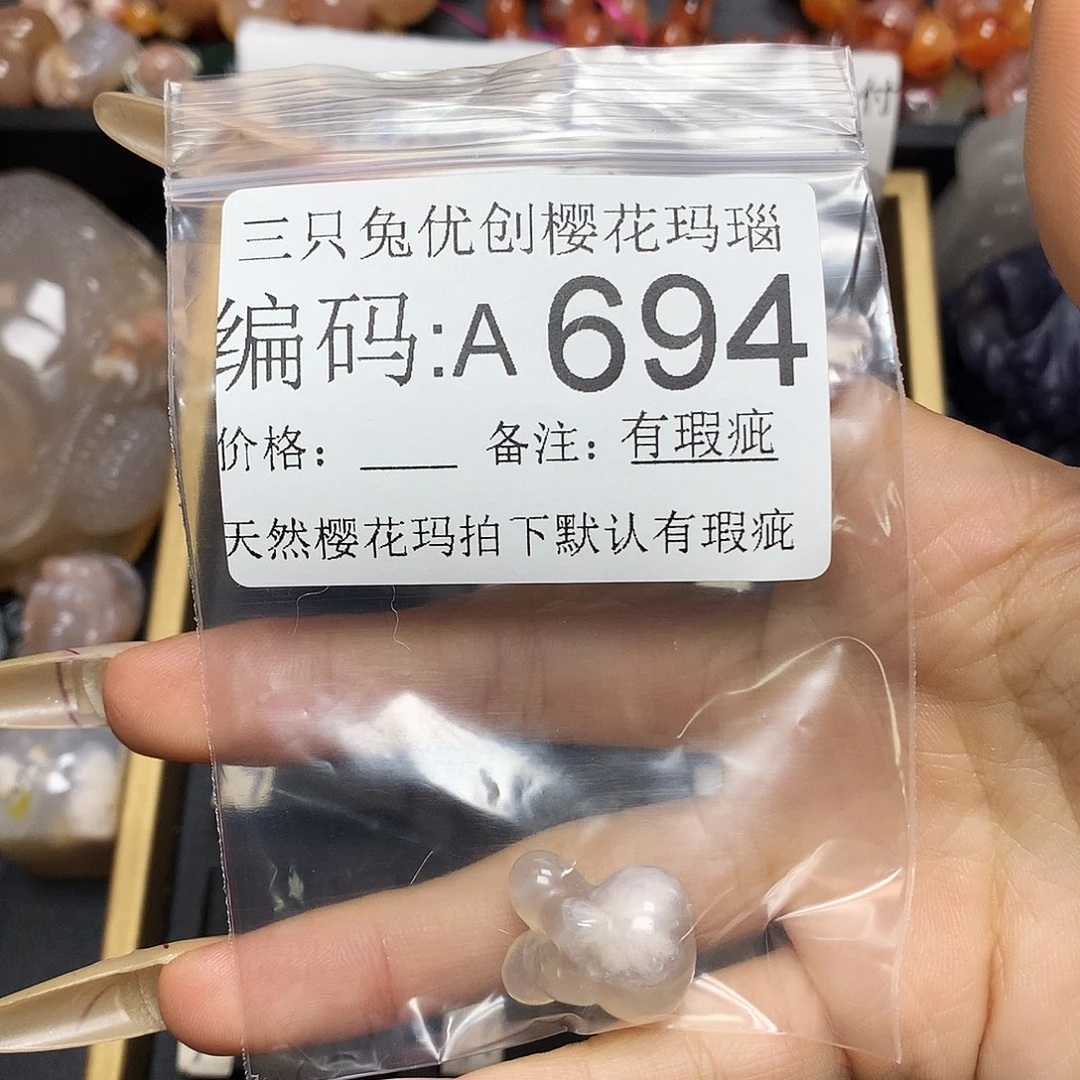 三只兔优创樱花玛瑙
编码:A 694
价格：____ 备注：有瑕疵
天然樱花玛拍下默认有瑕疵
付